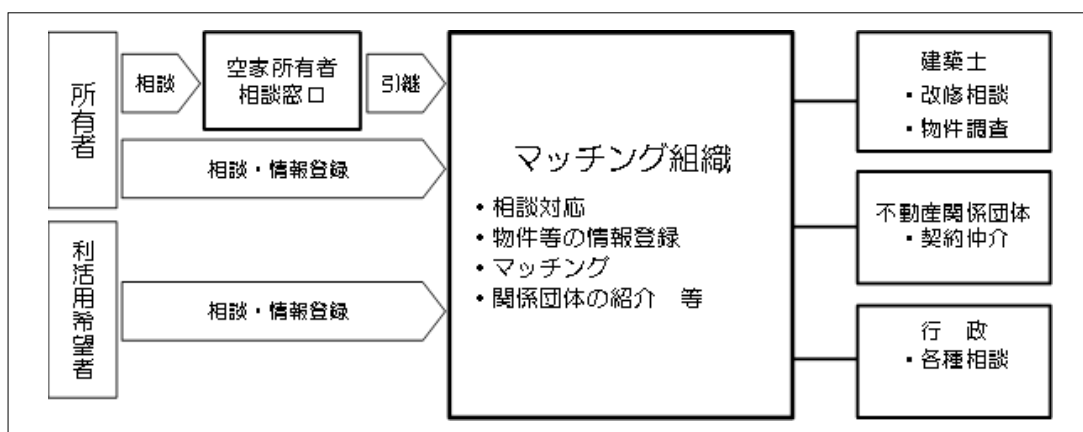 所有者
相談
空家所有者
相談窓口
引継
相談・情報登録
利活用希望者
相談・情報登録
マッチング組織
・相談対応
・物件等の情報登録
・マッチング
・関係団体の紹介　等
建築士
・改修相談
・物件調査
不動産関係団体
・契約仲介
行　政
・各種相談